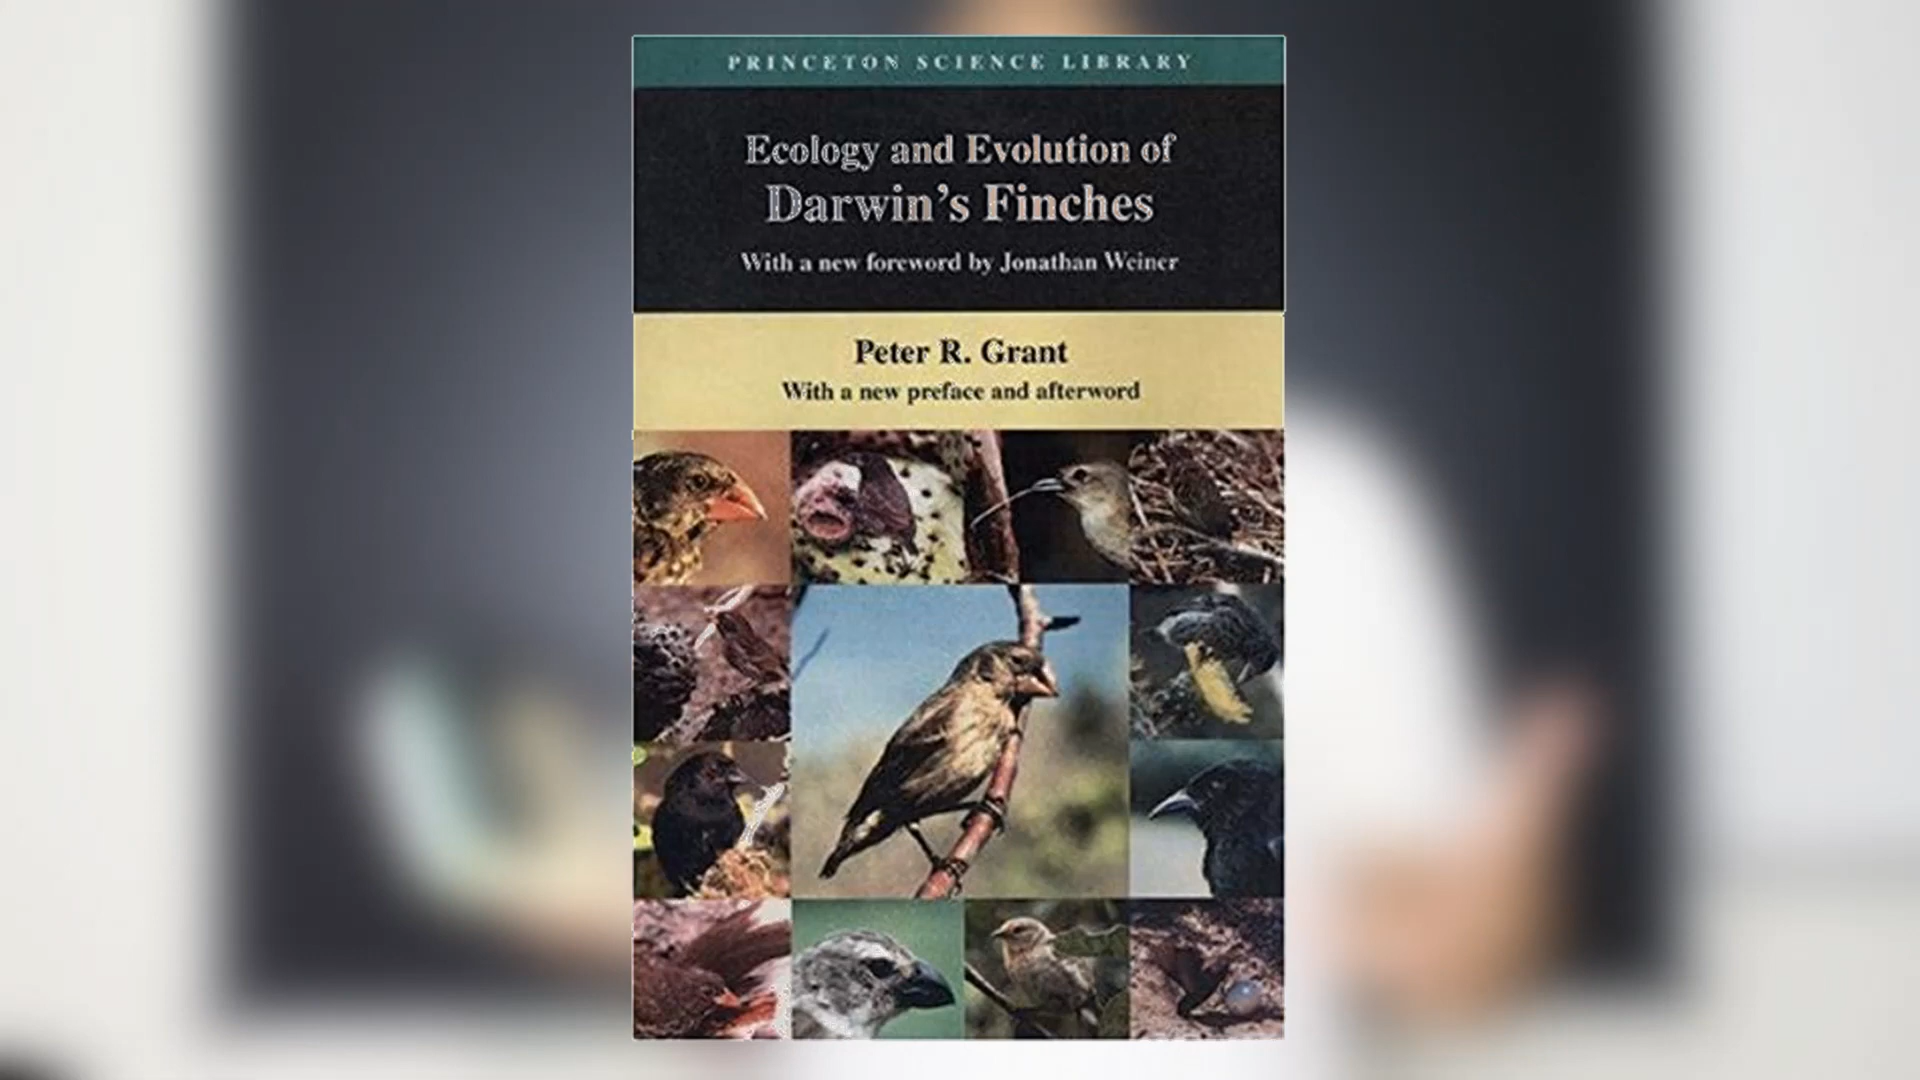 PRINCETON SCIENCE LIBRARY
Ecology and Evolution of
Darwin's Finches
With a new foreword by Jonathan Weiner
Peter R. Grant
With a new preface and afterword